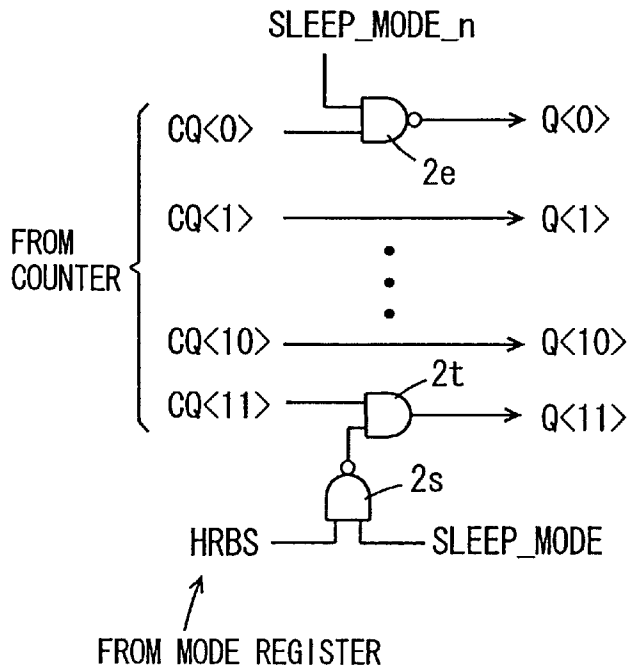 SLEEP_MODE_n
CQ<0>
Q<0>
2e
CQ<1>
Q<1>
FROM
COUNTER
CQ<10>
Q<10>
2t
CQ<11>
Q<11>
2s
HRBS
SLEEP_MODE
FROM MODE REGISTER